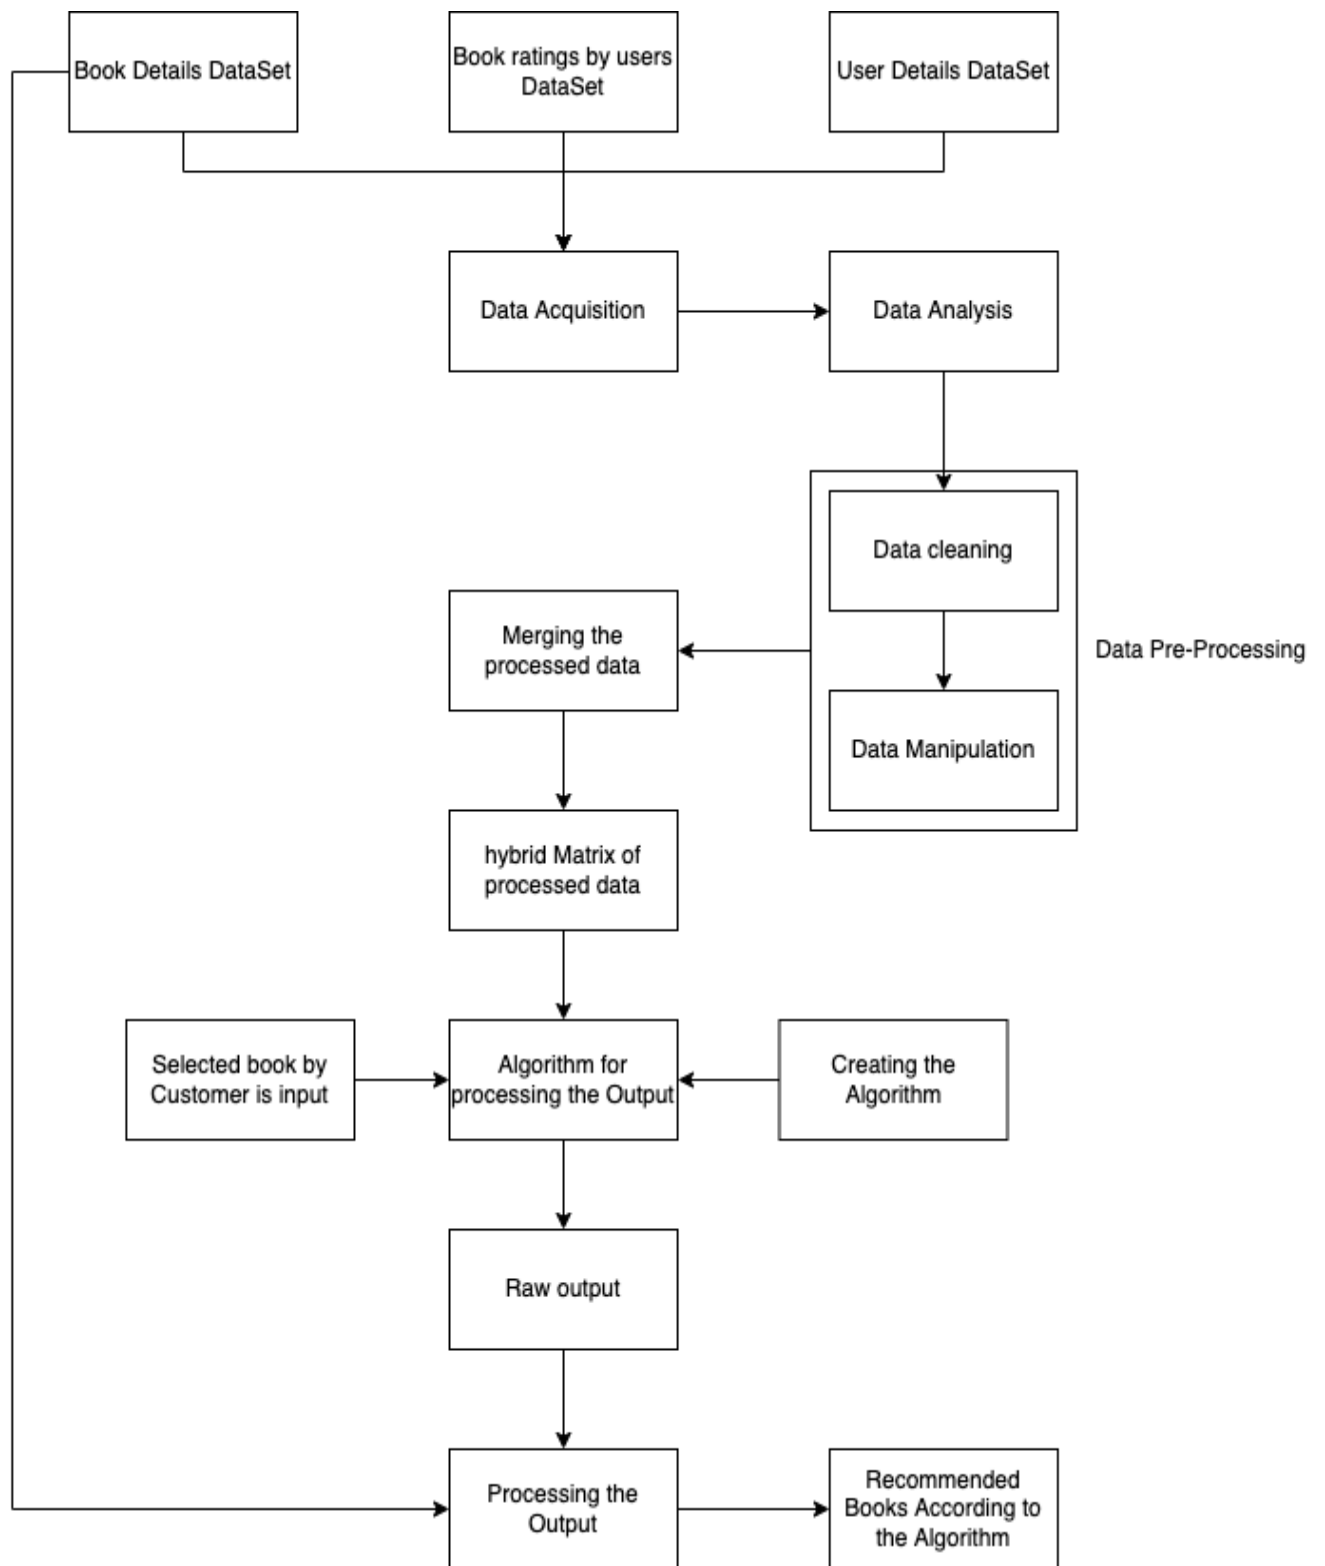 Book Details DataSet
Book ratings by users
DataSet
User Details DataSet
Data Acquisition
Data Analysis
Data cleaning
Merging the
processed data
Data Pre-Processing
Data Manipulation
hybrid Matrix of
processed data
Selected book by
Customer is input
Algorithm for
processing the Output
Creating the
Algorithm
Raw output
Processing the
Output
Recommended
Books According to
the Algorithm